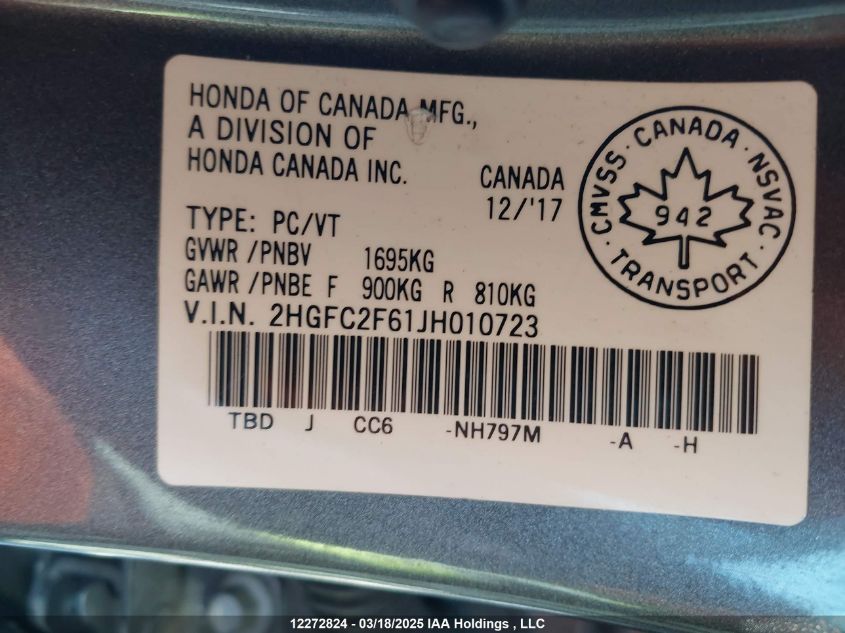 HONDA OF CANADA MFG.,
A DIVISION OF
HONDA CANADA INC.
CANADA
12/'17
TYPE: PC/VT
GVWR /PNBV 1695KG
GAWR /PNBE F 900KG R 810KG
V.I.N. 2HGFC2F61JH010723
TBD J CC6 -NH797M -A -H
CMVSS · CANADA · NSVAC
942
· TRANSPORT ·
12272824 - 03/18/2025 IAA Holdings , LLC